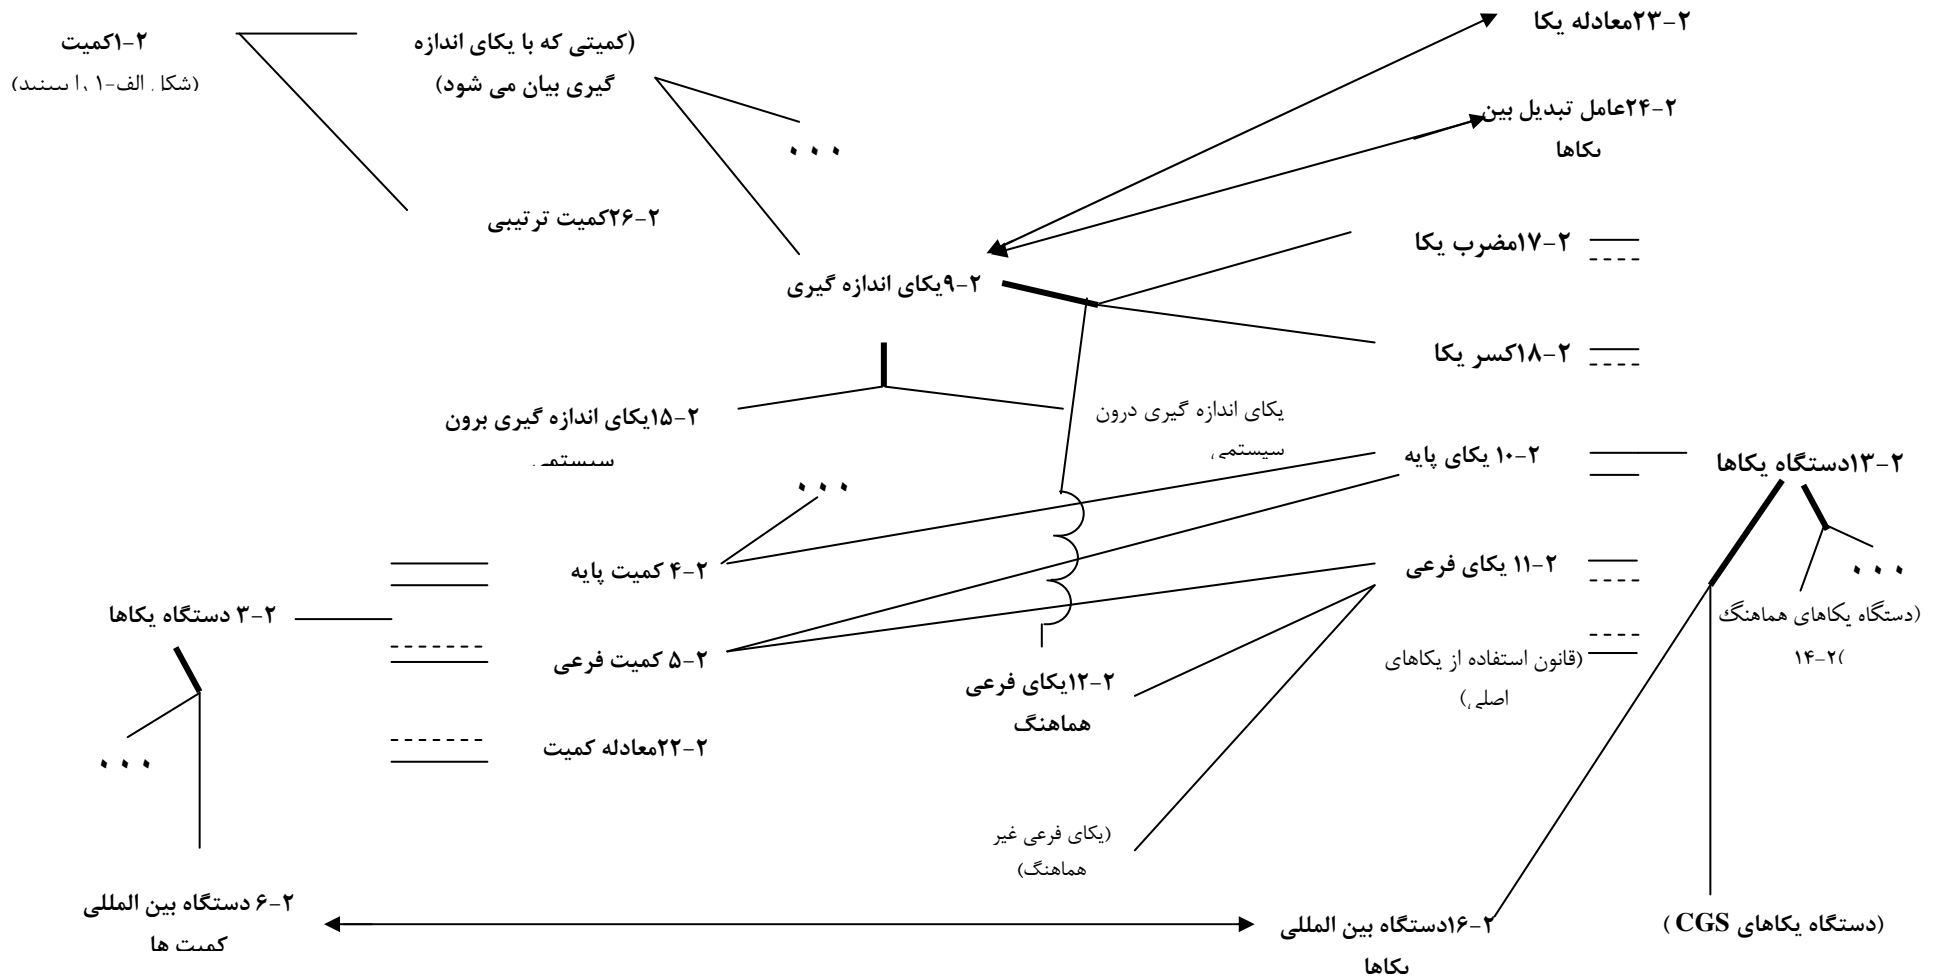 ۲-۱کمیت
(شکل الف-۱ را ببینید)
(کمیتی که با یکای اندازه
گیری بیان می شود)
۲-۲۳معادله یکا
۲-۲۴عامل تبدیل بین
یکاها
...
۲-۲۶کمیت ترتیبی
۲-۱۷مضرب یکا
۲-۹یکای اندازه گیری
۲-۱۸کسر یکا
۲-۱۵یکای اندازه گیری برون
سیستمی
یکای اندازه گیری درون
سیستمی
...
۲-۱۰ یکای پایه
۲-۱۳دستگاه یکاها
۲-۴ کمیت پایه
۲-۱۱ یکای فرعی
...
۲-۳ دستگاه یکاها
(دستگاه یکاهای هماهنگ
۲-۱۴)
۲-۵ کمیت فرعی
۲-۱۲یکای فرعی
هماهنگ
(قانون استفاده از یکاهای
اصلی)
۲-۲۲معادله کمیت
...
(یکای فرعی غیر
هماهنگ)
۲-۶ دستگاه بین المللی
کمیت ها
۲-۱۶دستگاه بین المللی
یکاها
(دستگاه یکاهای CGS )